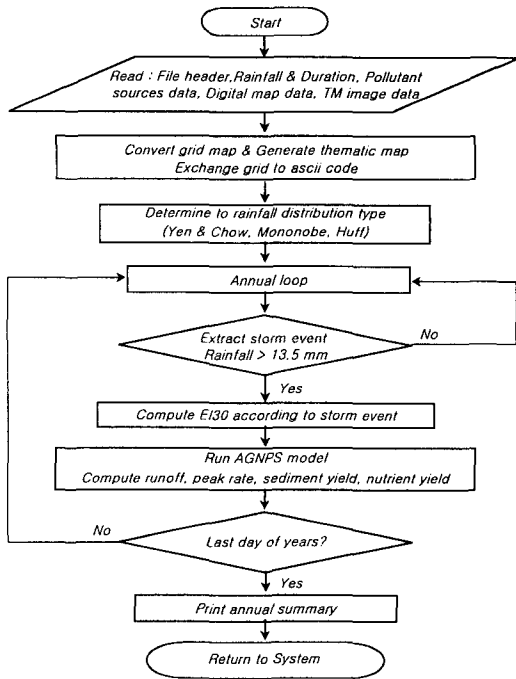 Start
Read : File header,Rainfall & Duration, Pollutant
sources data, Digital map data, TM image data
Convert grid map & Generate thematic map
Exchange grid to ascii code
Determine to rainfall distribution type
(Yen & Chow, Mononobe, Huff)
Annual loop
Extract storm event
Rainfall > 13.5 mm
No
Yes
Compute EI30 according to storm event
Run AGNPS model
Compute runoff, peak rate, sediment yield, nutrient yield
No
Last day of years?
Yes
Print annual summary
Return to System